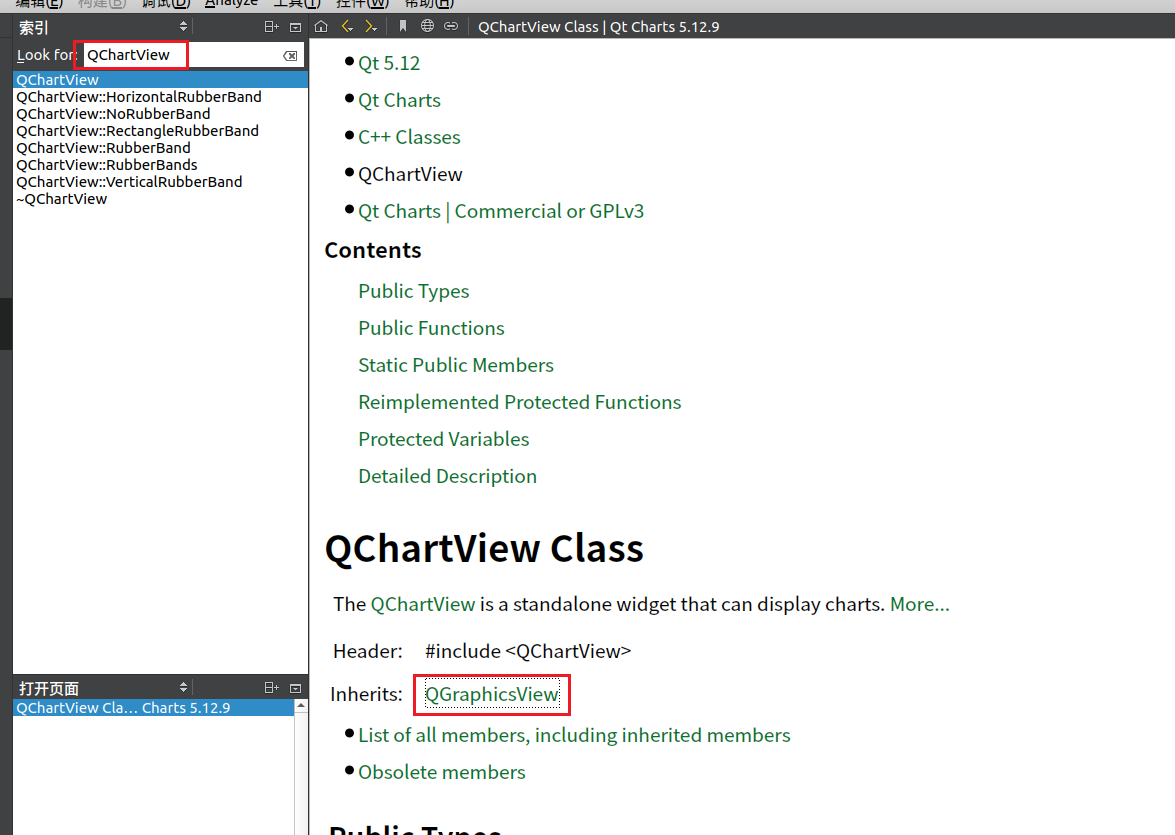 编辑(E) 构建(B) 调试(D) Analyze 工具(T) 控件(W) 帮助(H)
索引
QChartView Class | Qt Charts 5.12.9
Look for: QChartView
QChartView
QChartView::HorizontalRubberBand
QChartView::NoRubberBand
QChartView::RectangleRubberBand
QChartView::RubberBand
QChartView::RubberBands
QChartView::VerticalRubberBand
~QChartView
Qt 5.12
Qt Charts
C++ Classes
QChartView
Qt Charts | Commercial or GPLv3
Contents
Public Types
Public Functions
Static Public Members
Reimplemented Protected Functions
Protected Variables
Detailed Description
QChartView Class
The QChartView is a standalone widget that can display charts. More...
Header: #include <QChartView>
Inherits: QGraphicsView
List of all members, including inherited members
Obsolete members
Public Types
打开页面
QChartView Cla… Charts 5.12.9